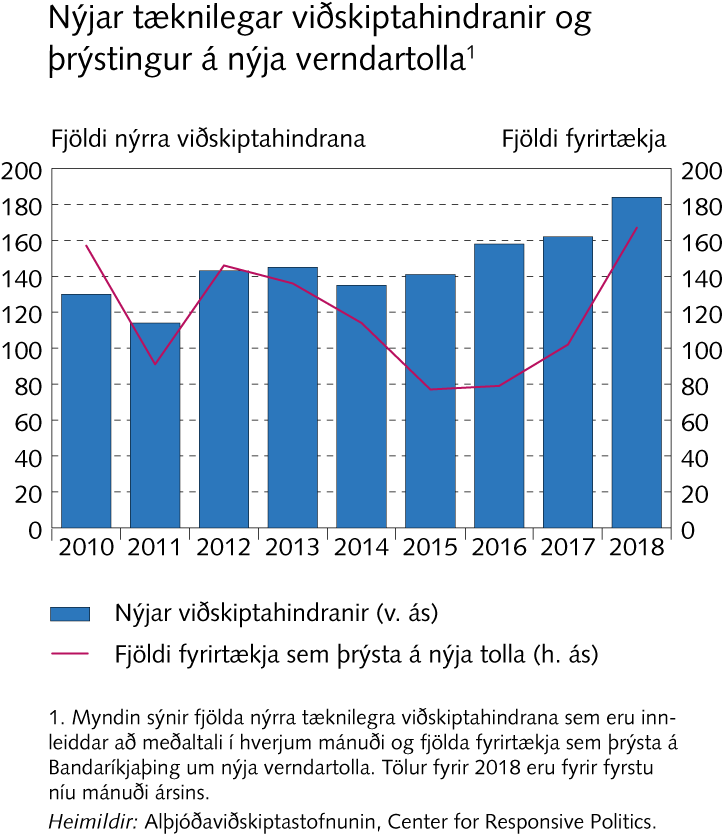 Nýjar tæknilegar viðskiptahindranir og
þrýstingur á nýja verndartolla¹
Fjöldi nýrra viðskiptahindrana
Fjöldi fyrirtækja
200 200
180 180
160 160
140 140
120 120
100 100
80 80
60 60
40 40
20 20
0 0
2010 2011 2012 2013 2014 2015 2016 2017 2018
Nýjar viðskiptahindranir (v. ás)
Fjöldi fyrirtækja sem þrýsta á nýja tolla (h. ás)
1. Myndin sýnir fjölda nýrra tæknilegra viðskiptahindrana sem eru inn-
leiddar að meðaltali í hverjum mánuði og fjölda fyrirtækja sem þrýsta á
Bandaríkjaþing um nýja verndartolla. Tölur fyrir 2018 eru fyrir fyrstu
níu mánuði ársins.
Heimildir: Alþjóðaviðskiptastofnunin, Center for Responsive Politics.